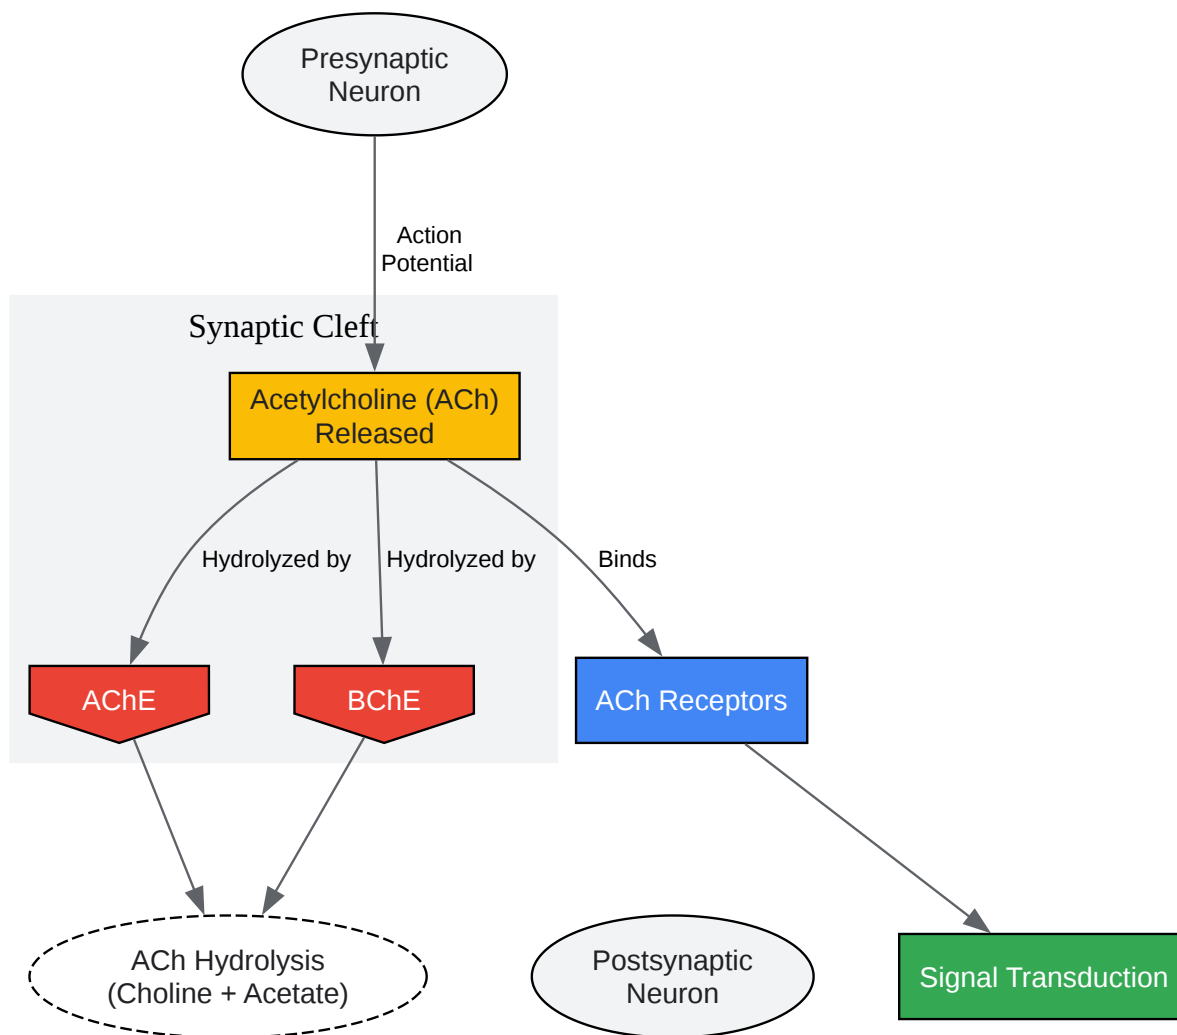 Presynaptic
Neuron
Action
Potential
Synaptic Cleft
Acetylcholine (ACh)
Released
Hydrolyzed by
Hydrolyzed by
Binds
AChE
BChE
ACh Receptors
ACh Hydrolysis
(Choline + Acetate)
Postsynaptic
Neuron
Signal Transduction